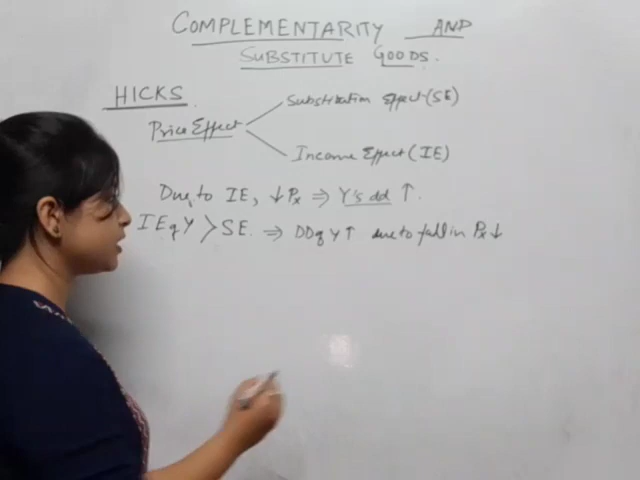 COMPLEMENTARITY AND
SUBSTITUTE GOODS.
HICKS
Price Effect
Substitution Effect (SE)
Income Effect (IE)
Due to IE, ↓ Px ⇒ Y's dd ↑.
IE of Y > SE. ⇒ DD of Y ↑ due to fall in Px ↓